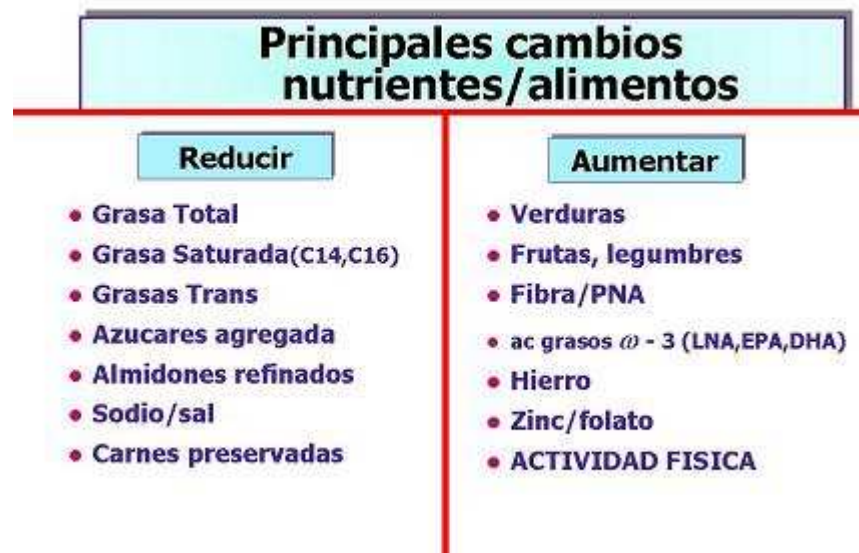 Principales cambios
nutrientes/alimentos
Reducir
• Grasa Total
• Grasa Saturada(C14,C16)
• Grasas Trans
• Azucares agregada
• Almidones refinados
• Sodio/sal
• Carnes preservadas
Aumentar
• Verduras
• Frutas, legumbres
• Fibra/PNA
• ac grasos ω - 3 (LNA,EPA,DHA)
• Hierro
• Zinc/folato
• ACTIVIDAD FISICA